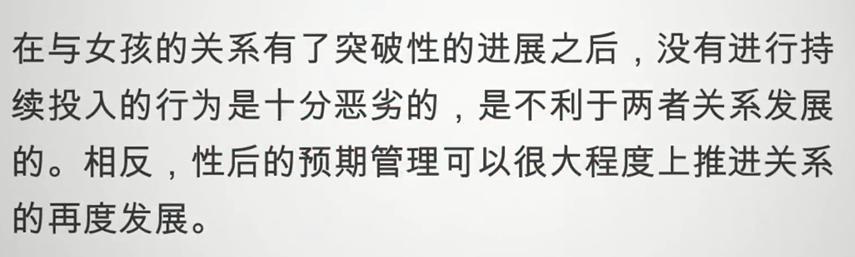 在与女孩的关系有了突破性的进展之后，没有进行持
续投入的行为是十分恶劣的，是不利于两者关系发展
的。相反，性后的预期管理可以很大程度上推进关系
的再度发展。